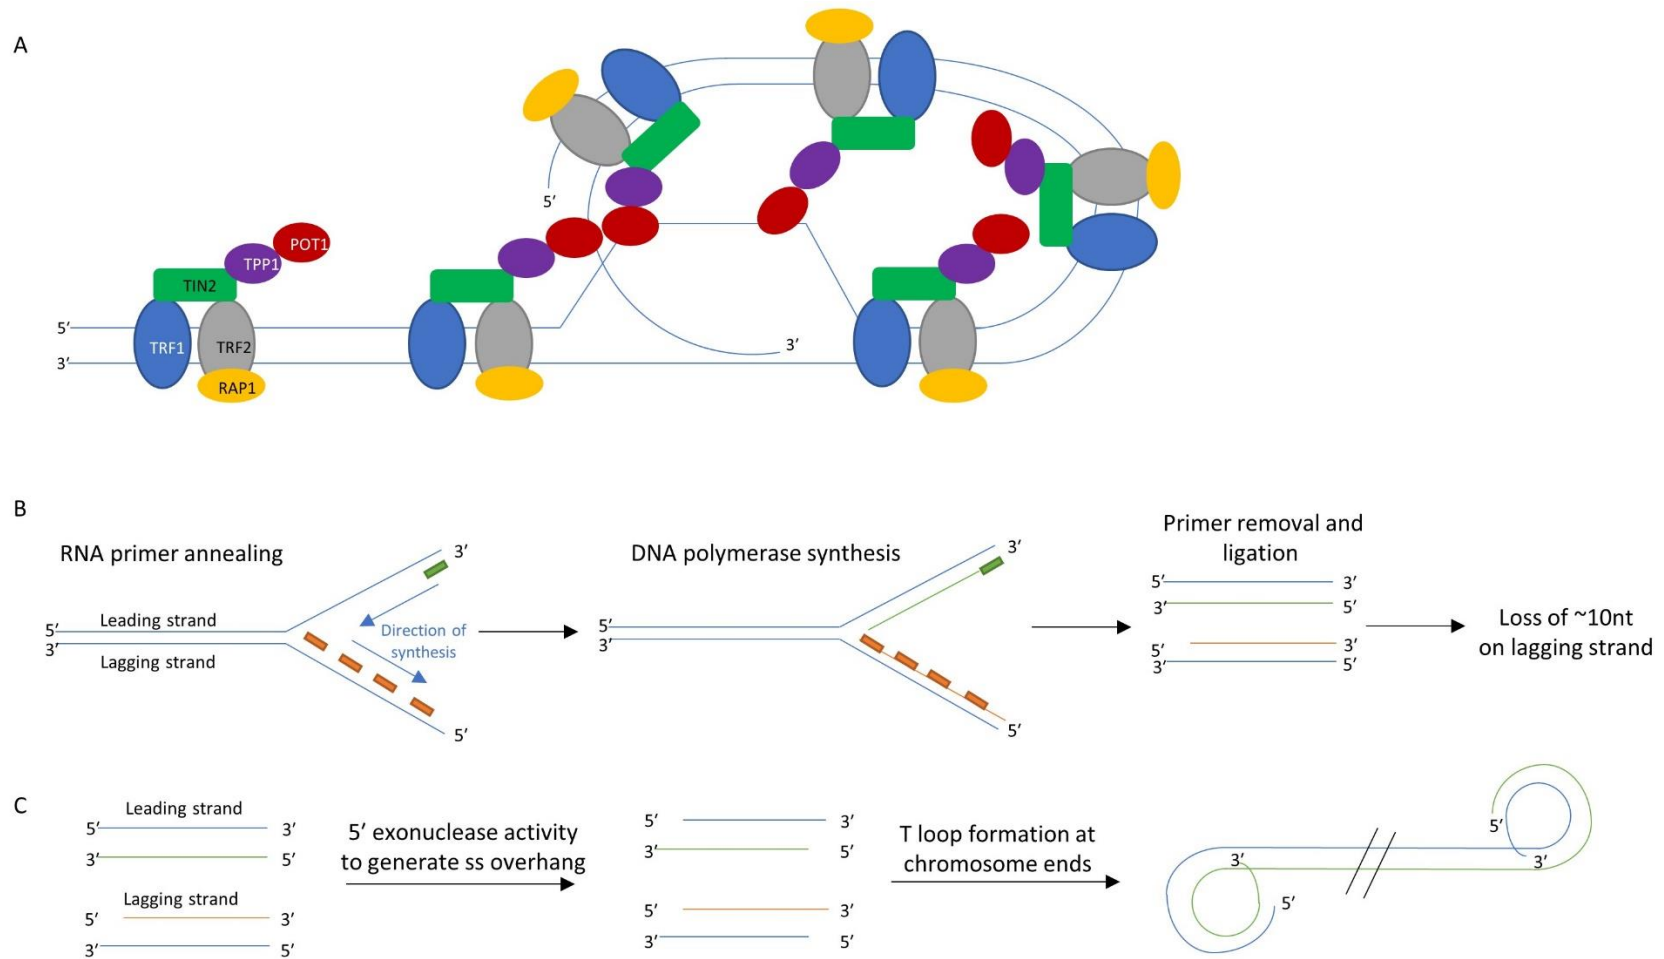 A
5′
POT1
TPP1
TIN2
5′
TRF1
TRF2
3′
3′
RAP1
B
RNA primer annealing
3′
Leading strand
5′
3′
Lagging strand
Direction of
synthesis
5′
DNA polymerase synthesis
3′
5′
3′
5′
Primer removal and
ligation
5′
3′
3′
5′
5′
3′
3′
5′
Loss of ~10nt
on lagging strand
C
Leading strand
5′
3′
3′
5′
Lagging strand
5′
3′
3′
5′
5′ exonuclease activity
to generate ss overhang
5′
3′
3′
5′
5′
3′
3′
5′
T loop formation at
chromosome ends
5′
3′
3′
5′